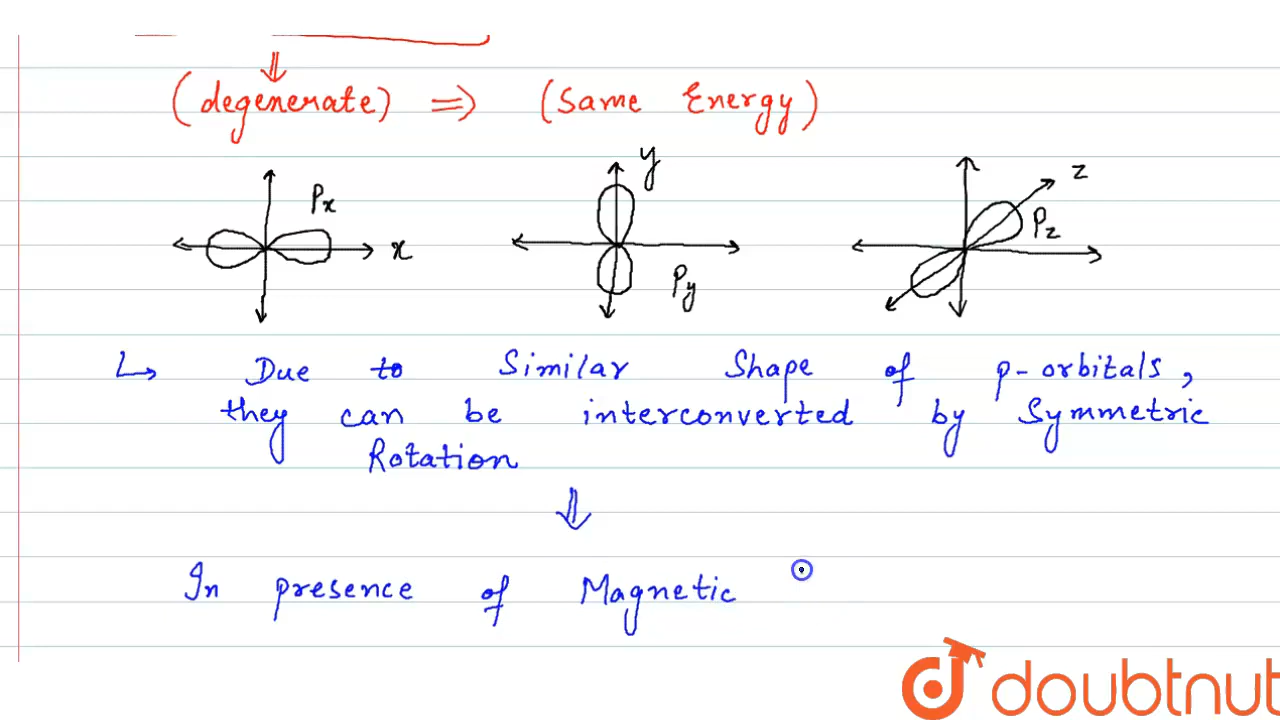 (degenerate) ⇒ (Same Energy)
y
z
Px
Pz
x
Py
↳ Due to Similar Shape of p-orbitals,
they can be interconverted by Symmetric
Rotation
⇓
In presence of Magnetic
doubtnut